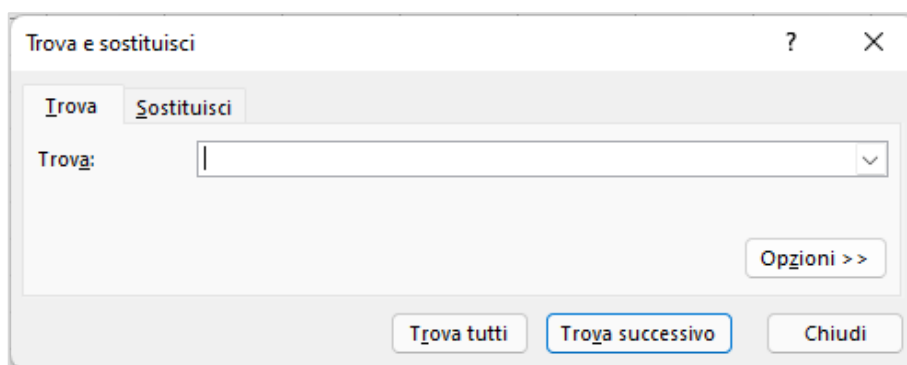 Trova e sostituisci ?
Trova Sostituisci
Trova:
Opzioni >>
Trova tutti Trova successivo Chiudi